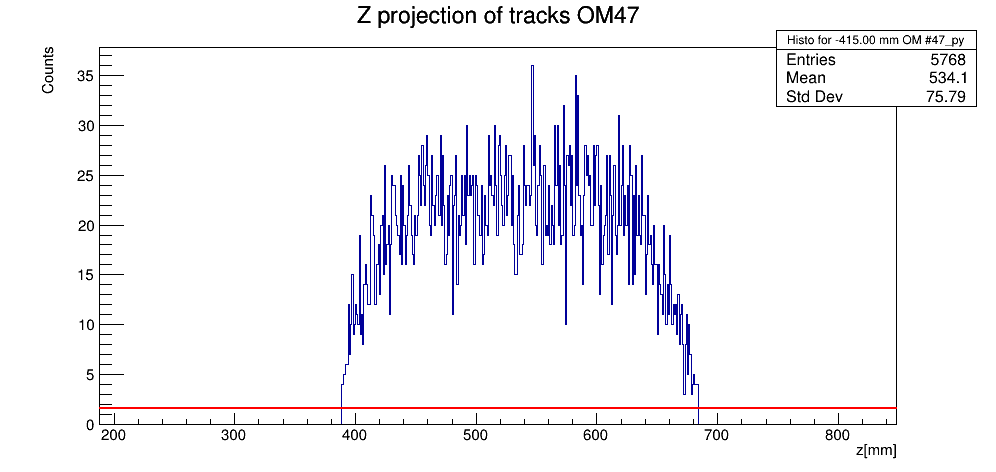 Z projection of tracks OM47
Histo for -415.00 mm OM #47_py
Entries 5768
Mean 534.1
Std Dev 75.79
Counts
35
30
25
20
15
10
5
0
200 300 400 500 600 700 800
z[mm]